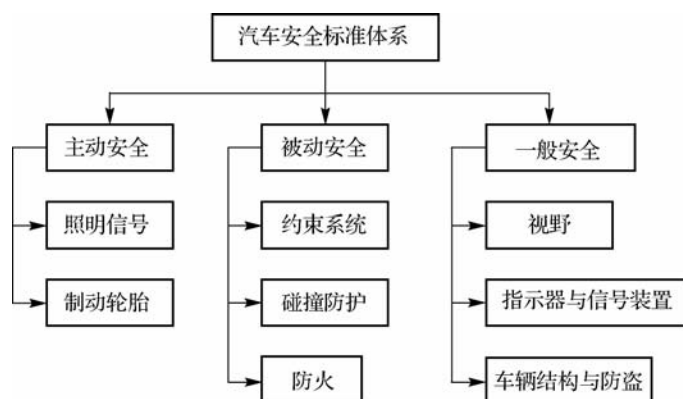 汽车安全标准体系
主动安全
被动安全
一般安全
照明信号
约束系统
视野
制动轮胎
碰撞防护
指示器与信号装置
防火
车辆结构与防盗